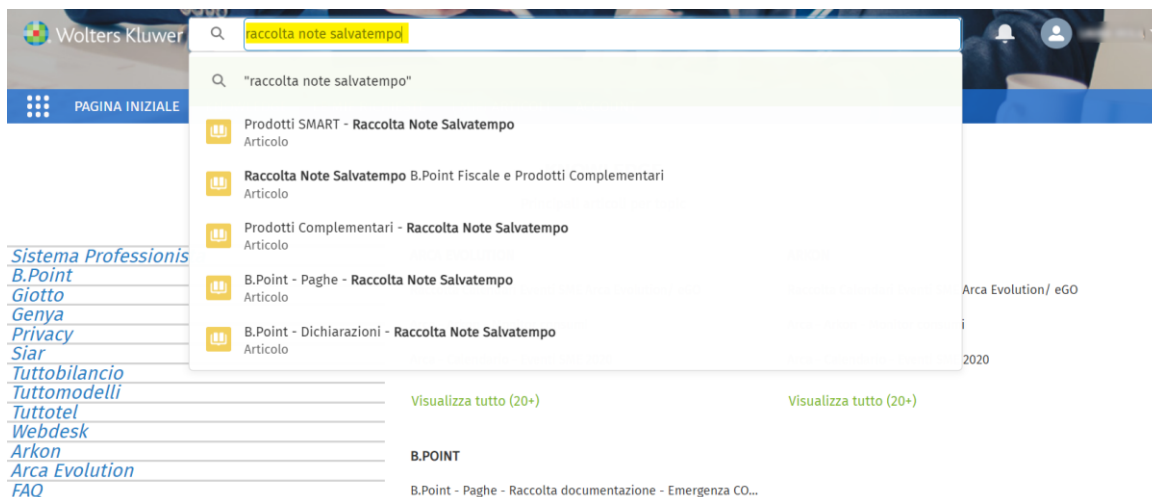 Wolters Kluwer
raccolta note salvatempo
"raccolta note salvatempo"
PAGINA INIZIALE
Prodotti SMART - Raccolta Note Salvatempo
Articolo
Raccolta Note Salvatempo B.Point Fiscale e Prodotti Complementari
Articolo
Prodotti Complementari - Raccolta Note Salvatempo
Articolo
B.Point - Paghe - Raccolta Note Salvatempo
Articolo
B.Point - Dichiarazioni - Raccolta Note Salvatempo
Articolo
Sistema Professionis
B.Point
Giotto
Genya
Privacy
Siar
Tuttobilancio
Tuttomodelli
Tuttotel
Webdesk
Arkon
Arca Evolution
FAQ
Arca Evolution/ eGO
i
2020
Visualizza tutto (20+)
Visualizza tutto (20+)
B.POINT
B.Point - Paghe - Raccolta documentazione - Emergenza CO...